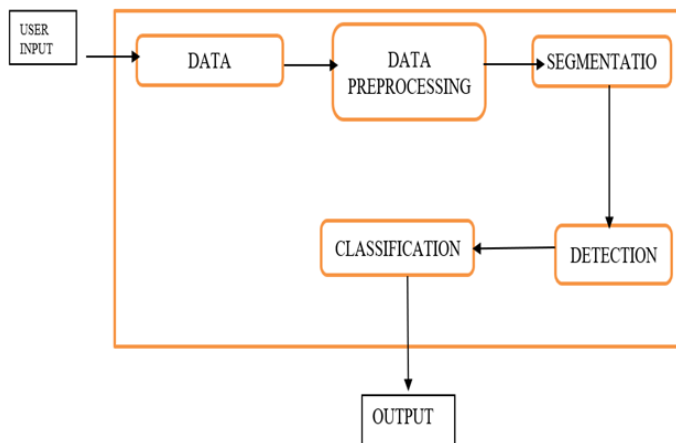 USER
INPUT
DATA
DATA
PREPROCESSING
SEGMENTATIO
DETECTION
CLASSIFICATION
OUTPUT